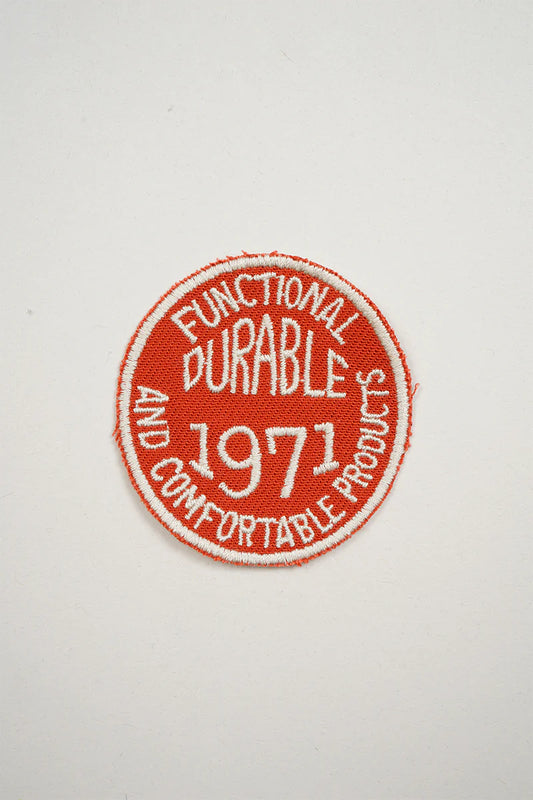 FUNCTIONAL
DURABLE
1971
AND COMFORTABLE PRODUCTS